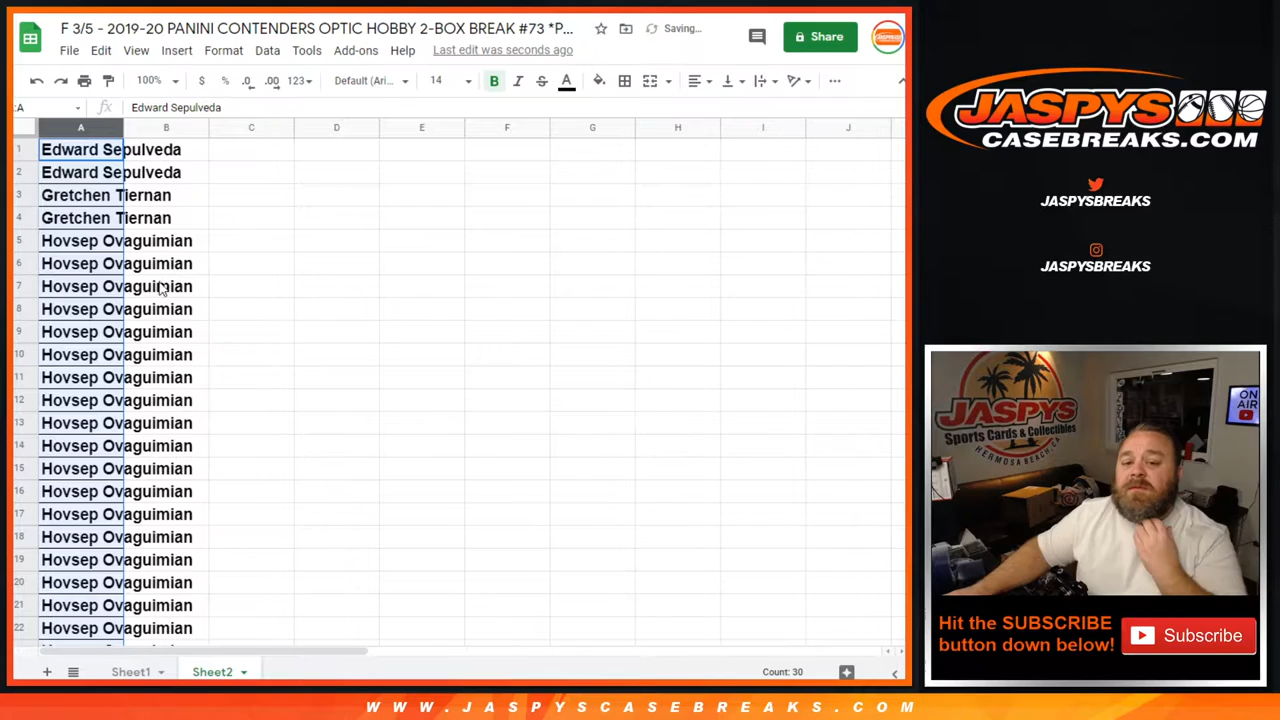 F 3/5 - 2019-20 PANINI CONTENDERS OPTIC HOBBY 2-BOX BREAK #73 *P...
Saving...
Share
File Edit View Insert Format Data Tools Add-ons Help Last edit was seconds ago
100% $ % .0 .00 123 Default (Ari... 14 B I S A
:A fx Edward Sepulveda
A B C D E F G H I J
1 Edward Sepulveda
2 Edward Sepulveda
3 Gretchen Tiernan
4 Gretchen Tiernan
5 Hovsep Ovaguimian
6 Hovsep Ovaguimian
7 Hovsep Ovaguimian
8 Hovsep Ovaguimian
9 Hovsep Ovaguimian
10 Hovsep Ovaguimian
11 Hovsep Ovaguimian
12 Hovsep Ovaguimian
13 Hovsep Ovaguimian
14 Hovsep Ovaguimian
15 Hovsep Ovaguimian
16 Hovsep Ovaguimian
17 Hovsep Ovaguimian
18 Hovsep Ovaguimian
19 Hovsep Ovaguimian
20 Hovsep Ovaguimian
21 Hovsep Ovaguimian
22 Hovsep Ovaguimian
Sheet1 Sheet2 Count: 30
JASPYS
CASEBREAKS.COM
JASPYSBREAKS
JASPYSBREAKS
JASPYS
Sports Cards & Collectibles
HERMOSA BEACH, CA
ON
AIR
Hit the SUBSCRIBE
button down below!
Subscribe
WWW.JASPYSCASEBREAKS.COM